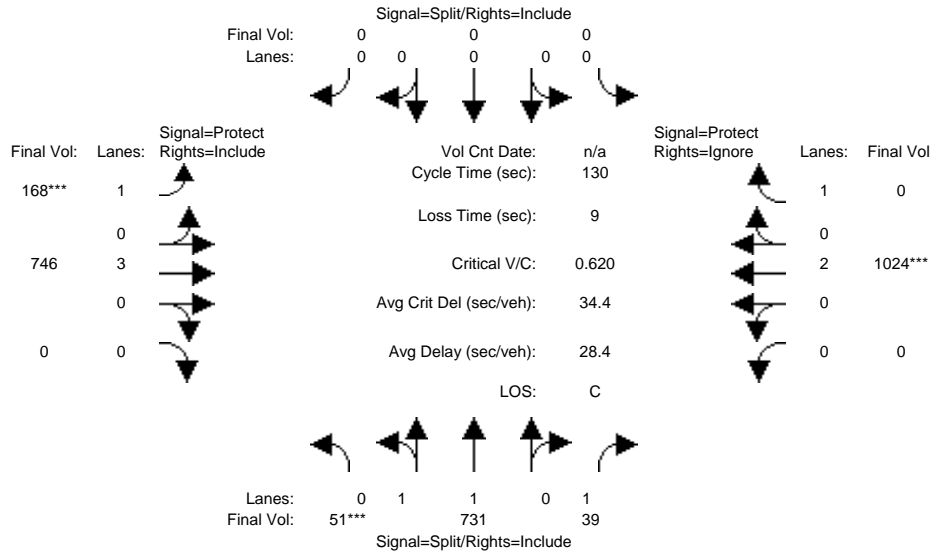 Signal=Split/Rights=Include
Final Vol: 0 0 0
Lanes: 0 0 0 0 0
Signal=Protect Signal=Protect
Final Vol: Lanes: Rights=Include Vol Cnt Date: n/a Rights=Ignore Lanes: Final Vol
Cycle Time (sec): 130
168*** 1 1 0
Loss Time (sec): 9
0 0
746 3 Critical V/C: 0.620 2 1024***
0 Avg Crit Del (sec/veh): 34.4 0
0 0 Avg Delay (sec/veh): 28.4 0 0
LOS: C
Lanes: 0 1 1 0 1
Final Vol: 51*** 731 39
Signal=Split/Rights=Include